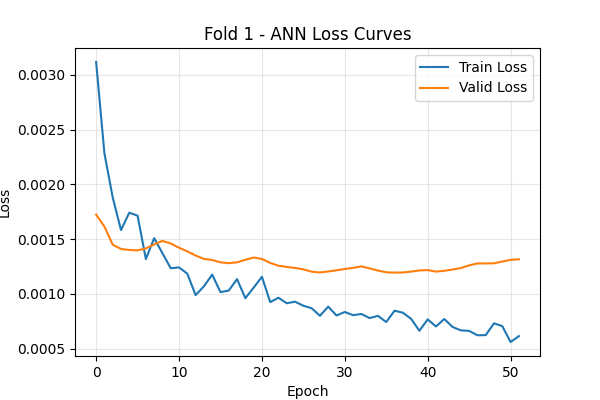 Fold 1 - ANN Loss Curves
Train Loss
Valid Loss
0.0030
0.0025
0.0020
0.0015
0.0010
0.0005
Loss
0 10 20 30 40 50
Epoch